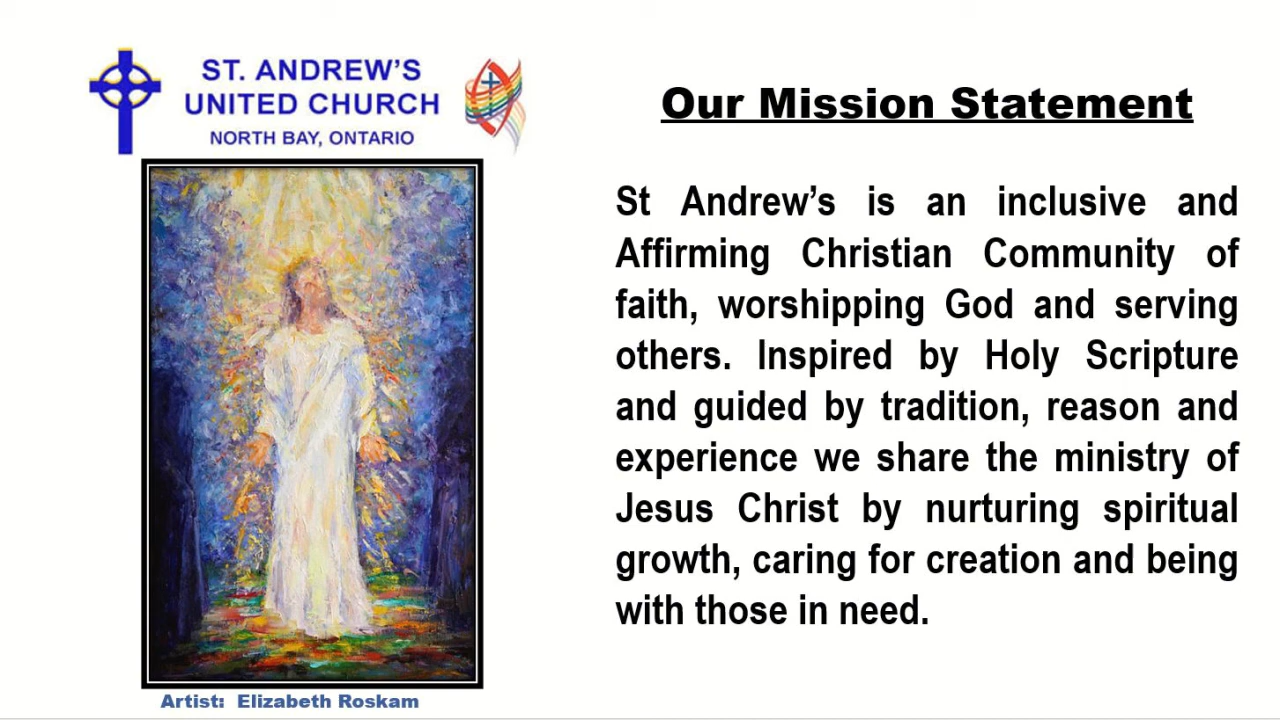 ST. ANDREW'S
UNITED CHURCH
NORTH BAY, ONTARIO
Our Mission Statement
St Andrew's is an inclusive and
Affirming Christian Community of
faith, worshipping God and serving
others. Inspired by Holy Scripture
and guided by tradition, reason and
experience we share the ministry of
Jesus Christ by nurturing spiritual
growth, caring for creation and being
with those in need.
Artist: Elizabeth Roskam